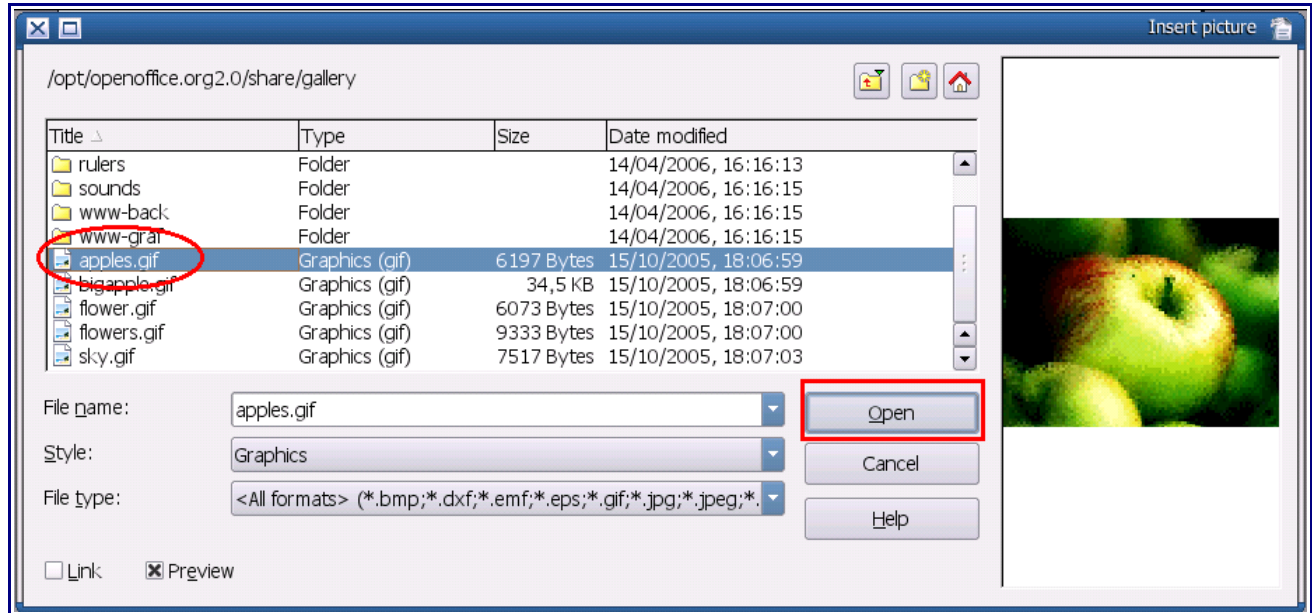 Insert picture
/opt/openoffice.org2.0/share/gallery
Title Type Size Date modified
rulers Folder 14/04/2006, 16:16:13
sounds Folder 14/04/2006, 16:16:15
www-back Folder 14/04/2006, 16:16:15
www-graf Folder 14/04/2006, 16:16:15
apples.gif Graphics (gif) 6197 Bytes 15/10/2005, 18:06:59
bigapple.gif Graphics (gif) 34,5 KB 15/10/2005, 18:06:59
flower.gif Graphics (gif) 6073 Bytes 15/10/2005, 18:07:00
flowers.gif Graphics (gif) 9333 Bytes 15/10/2005, 18:07:00
sky.gif Graphics (gif) 7517 Bytes 15/10/2005, 18:07:03
File name: apples.gif Open
Style: Graphics Cancel
File type: <All formats> (*.bmp;*.dxf;*.emf;*.eps;*.gif;*.jpg;*.jpeg;*. Help
Link Preview